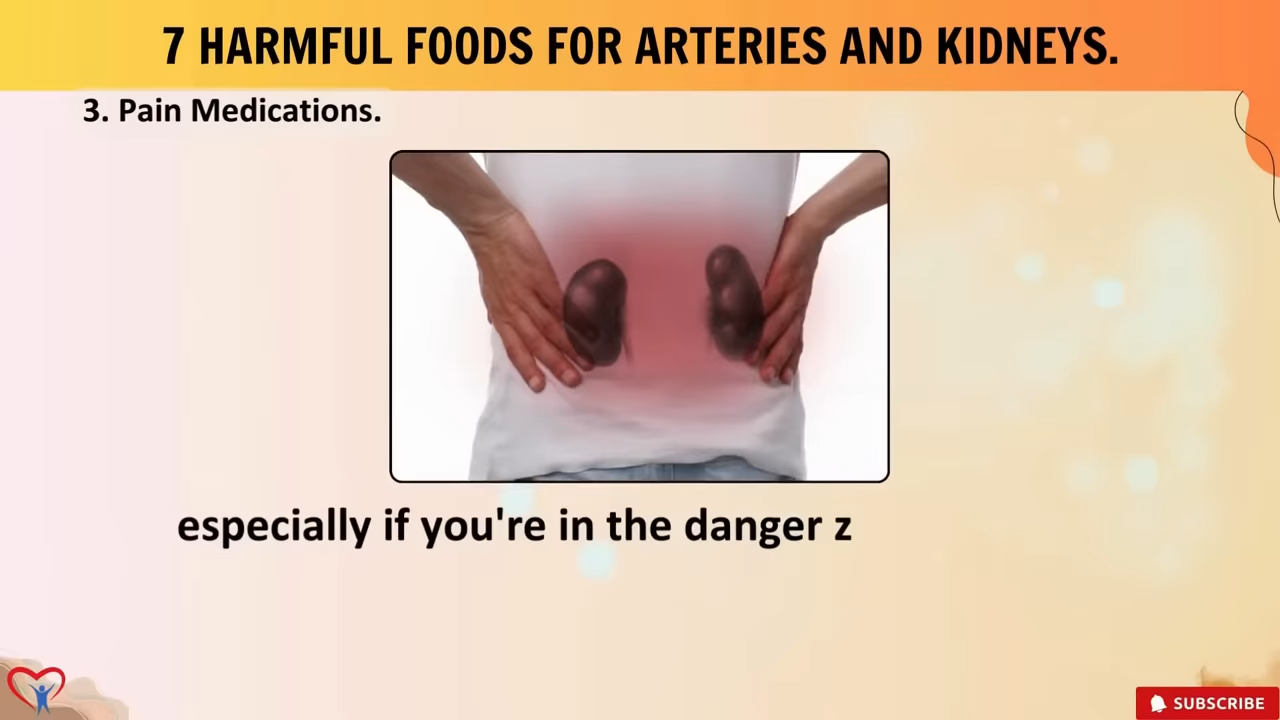 7 HARMFUL FOODS FOR ARTERIES AND KIDNEYS.
3. Pain Medications.
especially if you're in the danger z
SUBSCRIBE